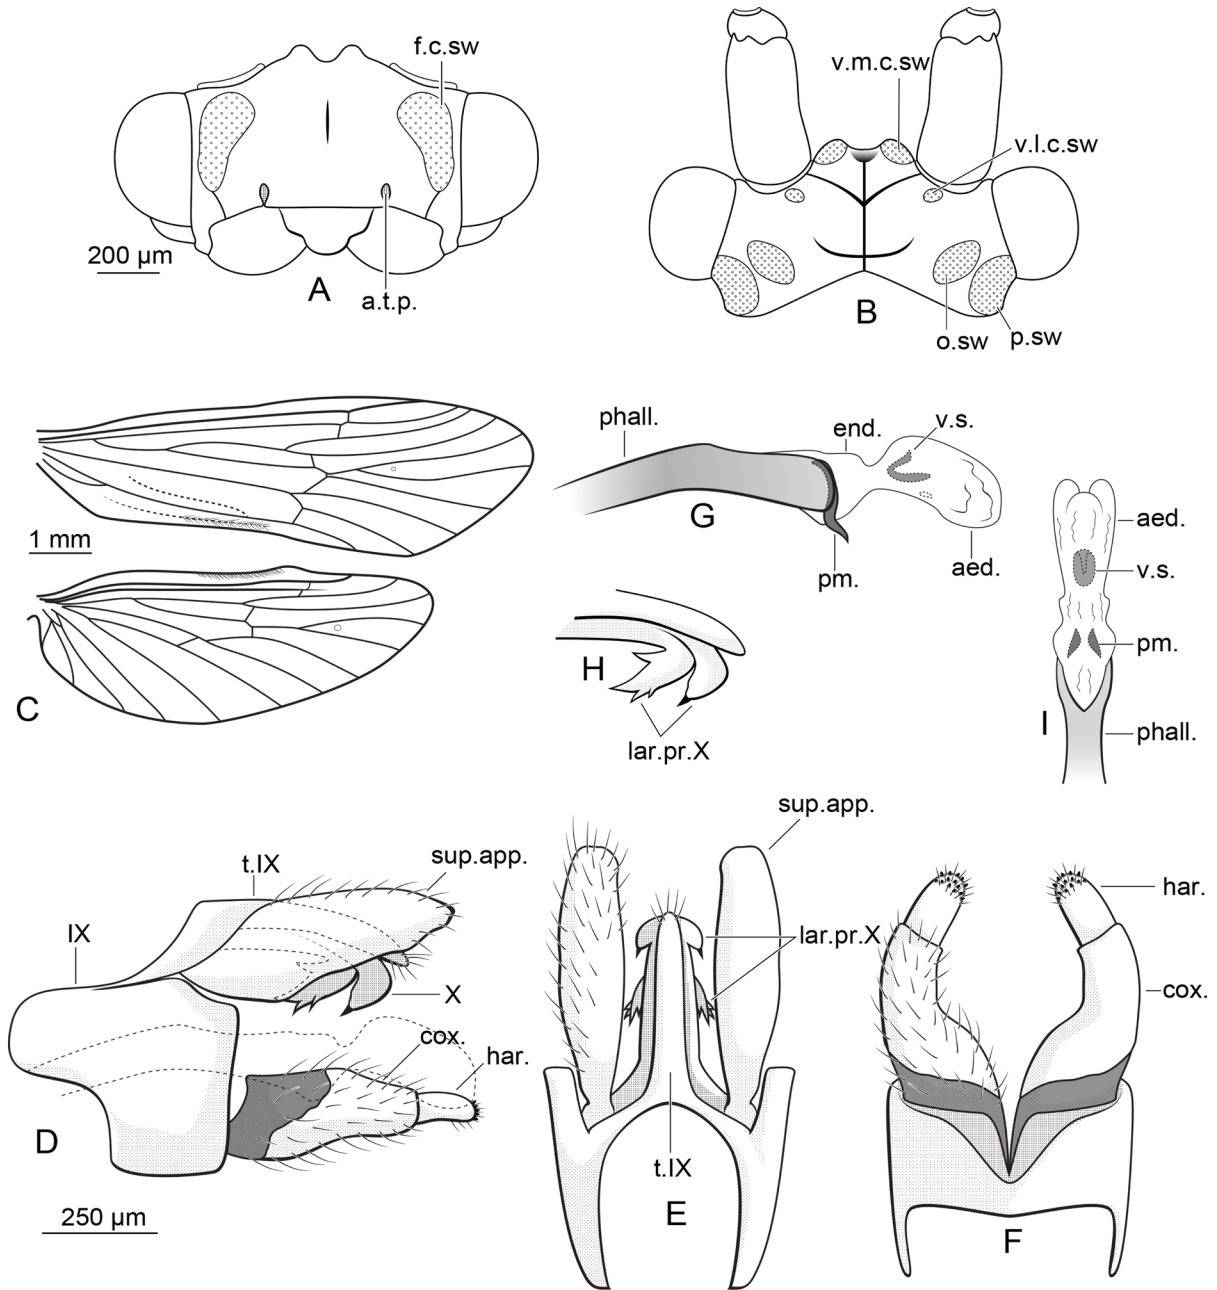 f.c.sw
200 µm
A
a.t.p.
v.m.c.sw
v.l.c.sw
B
o.sw
p.sw
1 mm
C
phall.
end.
v.s.
G
pm.
aed.
H
lar.pr.X
aed.
v.s.
pm.
I
phall.
t.IX
sup.app.
IX
X
cox.
har.
D
250 µm
sup.app.
lar.pr.X
t.IX
E
har.
cox.
F